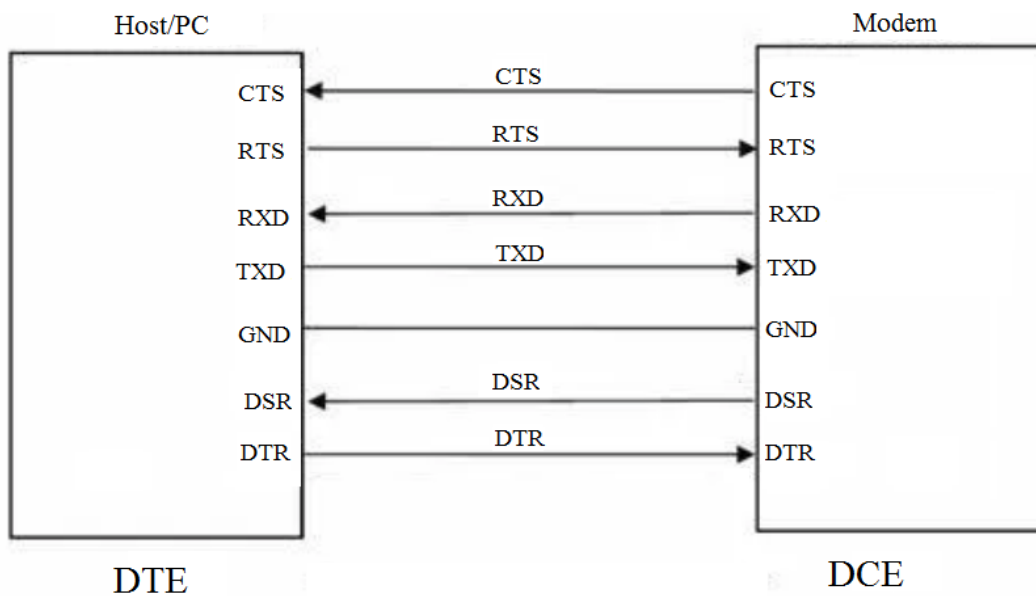 Host/PC Modem
CTS CTS CTS
RTS RTS RTS
RXD RXD RXD
TXD TXD TXD
GND GND
DSR DSR DSR
DTR DTR DTR
DTE DCE